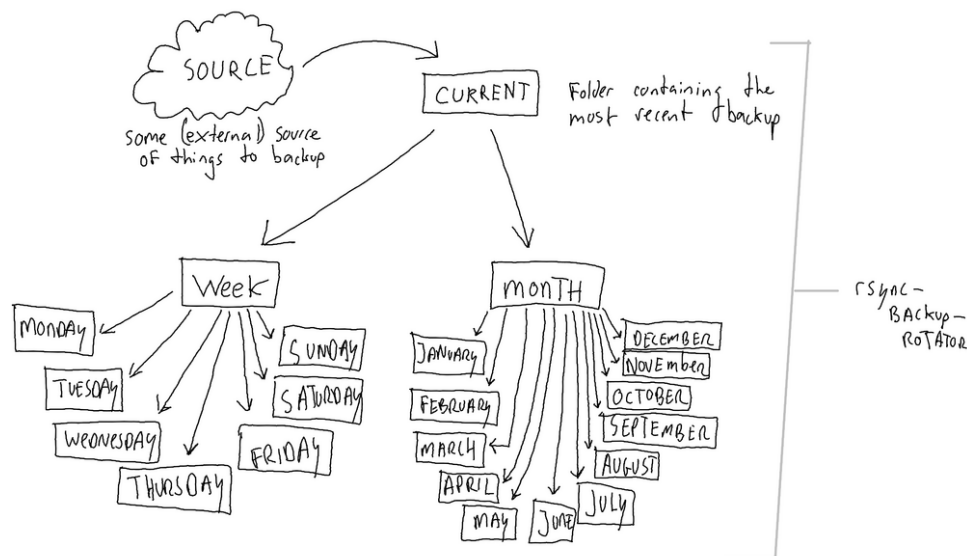 SOURCE
some (external) source
of things to backup
CURRENT
Folder containing the
most recent backup
Week
MONDAY
TUESDAY
WEDNESDAY
THURSDAY
FRIDAY
SATURDAY
SUNDAY
monTH
JANUARY
FEBRUARY
MARCH
APRIL
MAY
JUNE
JULY
AUGUST
SEPTEMBER
OCTOBER
NOVEmber
DECEMBER
rsync-
BACKUP-
ROTATOR